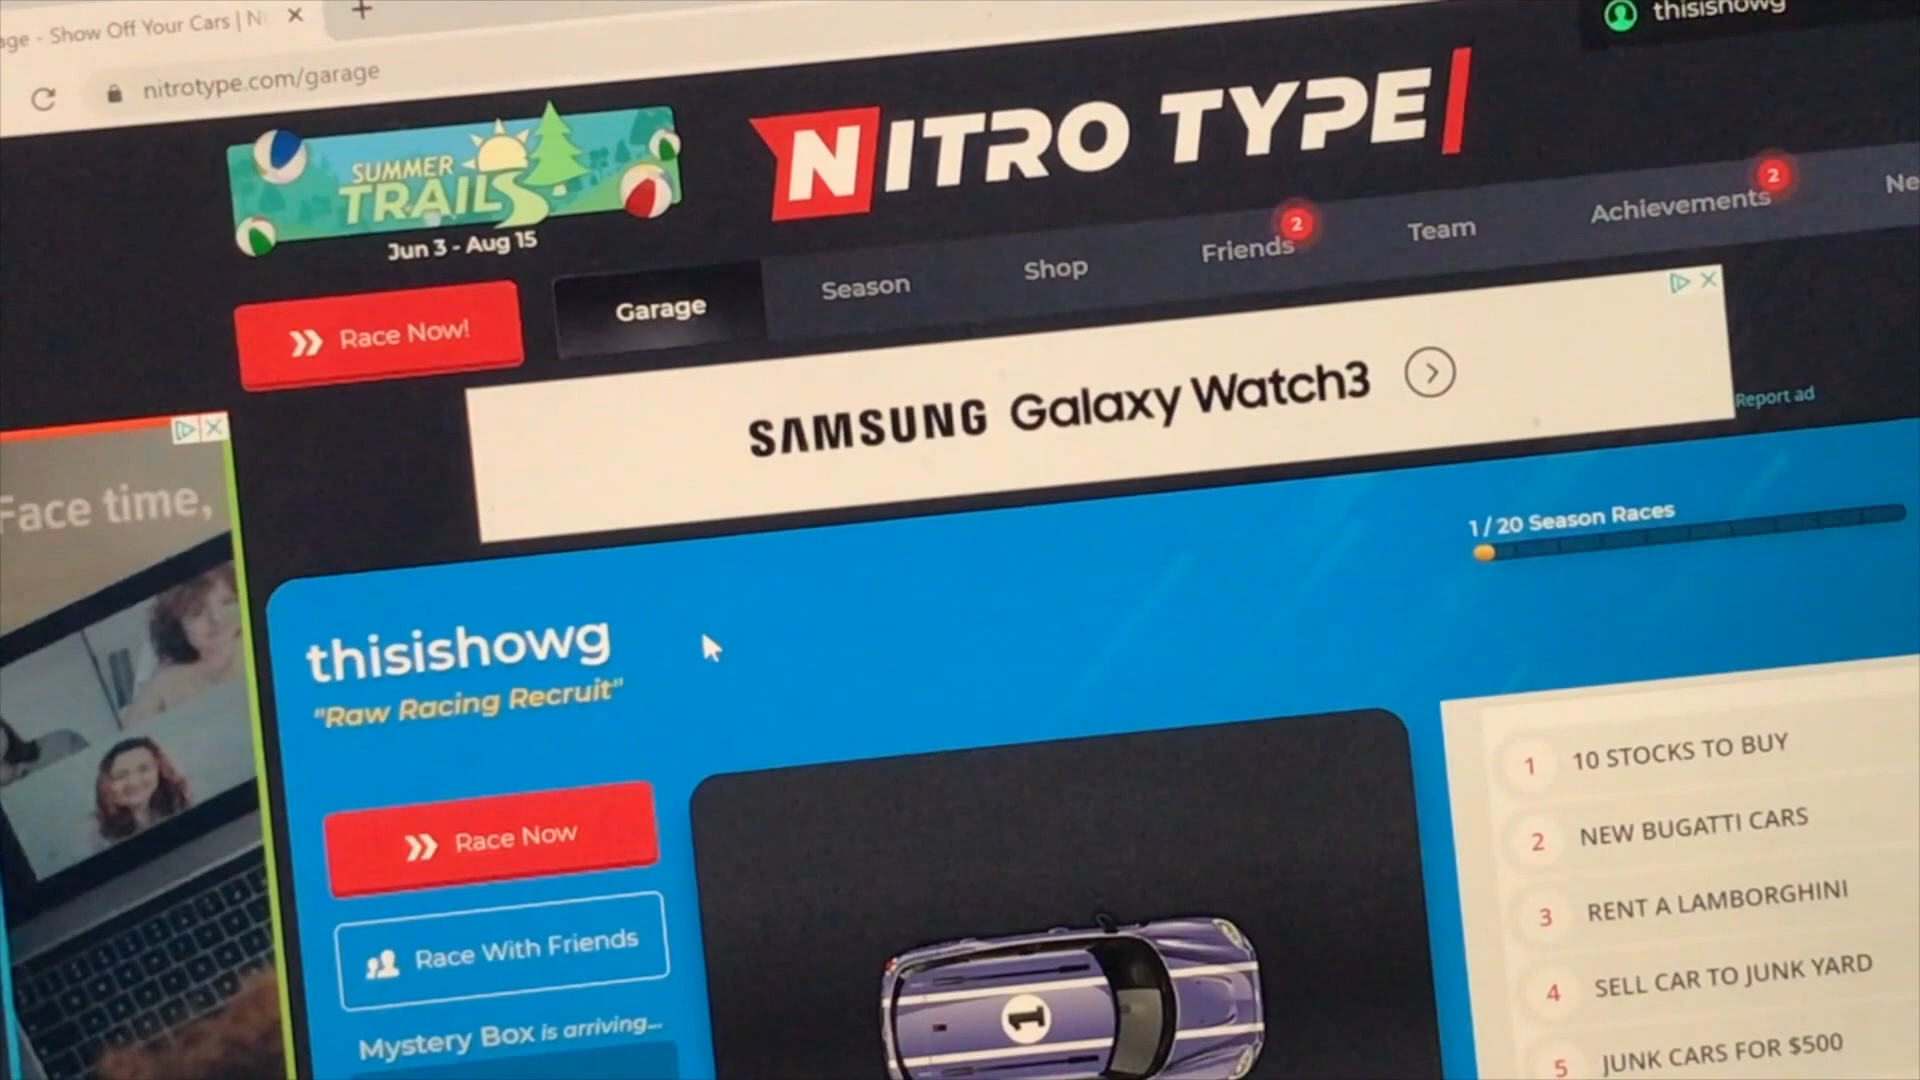 age - Show Off Your Cars | Ni
nitrotype.com/garage
thisishowg
SUMMER
TRAILS
Jun 3 - Aug 15
NITRO TYPE
Race Now!
Garage
Season
Shop
Friends
2
Team
Achievements
2
Ne
SAMSUNG Galaxy Watch3
Report ad
Face time,
1 / 20 Season Races
thisishowg
"Raw Racing Recruit"
Race Now
Race With Friends
Mystery Box is arriving...
1
1 10 STOCKS TO BUY
2 NEW BUGATTI CARS
3 RENT A LAMBORGHINI
4 SELL CAR TO JUNK YARD
5 JUNK CARS FOR $500